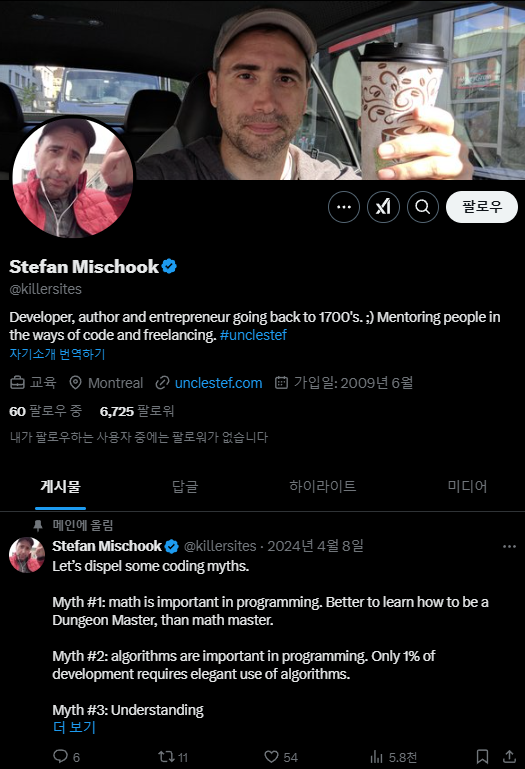 팔로우
Stefan Mischook
@killersites
Developer, author and entrepreneur going back to 1700's. ;) Mentoring people in
the ways of code and freelancing. #unclestef
자기소개 번역하기
교육 Montreal unclestef.com 가입일: 2009년 6월
60 팔로우 중 6,725 팔로워
내가 팔로우하는 사용자 중에는 팔로워가 없습니다
게시물 답글 하이라이트 미디어
메인에 올림
Stefan Mischook @killersites · 2024년 4월 8일
Let's dispel some coding myths.
Myth #1: math is important in programming. Better to learn how to be a
Dungeon Master, than math master.
Myth #2: algorithms are important in programming. Only 1% of
development requires elegant use of algorithms.
Myth #3: Understanding
더 보기
6 11 54 5.8천